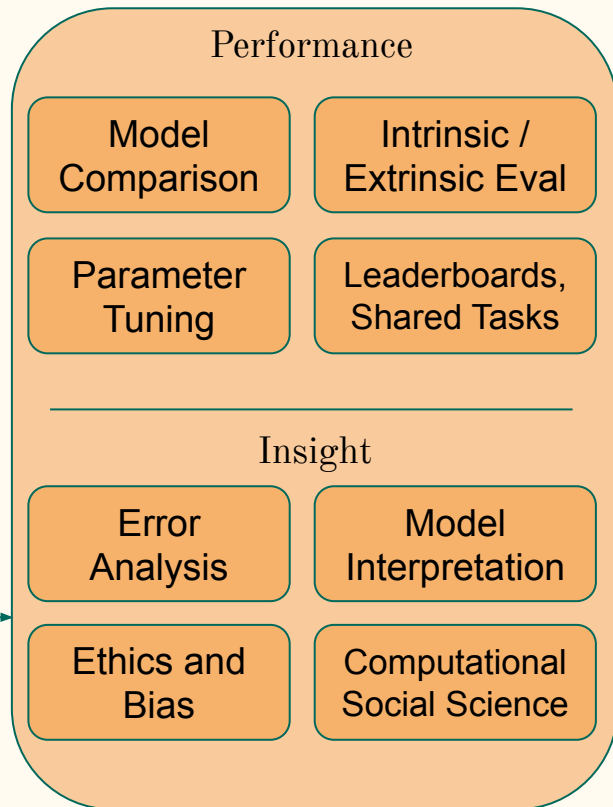 Performance
Model
Comparison
Intrinsic /
Extrinsic Eval
Parameter
Tuning
Leaderboards,
Shared Tasks
Insight
Error
Analysis
Model
Interpretation
Ethics and
Bias
Computational
Social Science